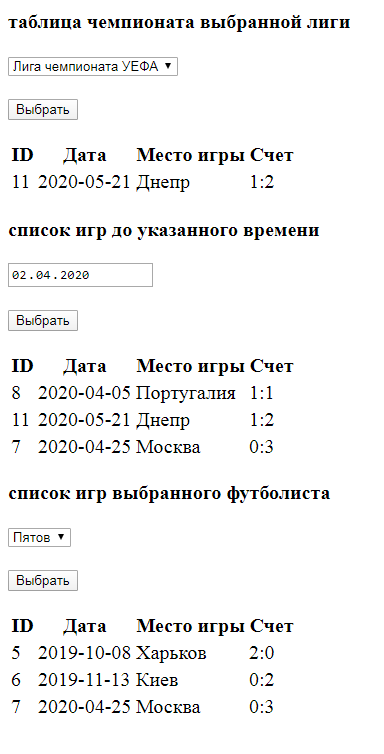 таблица чемпионата выбранной лиги
Лига чемпионата УЕФА
Выбрать
ID Дата Место игры Счет
11 2020-05-21 Днепр 1:2
список игр до указанного времени
02.04.2020
Выбрать
ID Дата Место игры Счет
8 2020-04-05 Португалия 1:1
11 2020-05-21 Днепр 1:2
7 2020-04-25 Москва 0:3
список игр выбранного футболиста
Пятов
Выбрать
ID Дата Место игры Счет
5 2019-10-08 Харьков 2:0
6 2019-11-13 Киев 0:2
7 2020-04-25 Москва 0:3